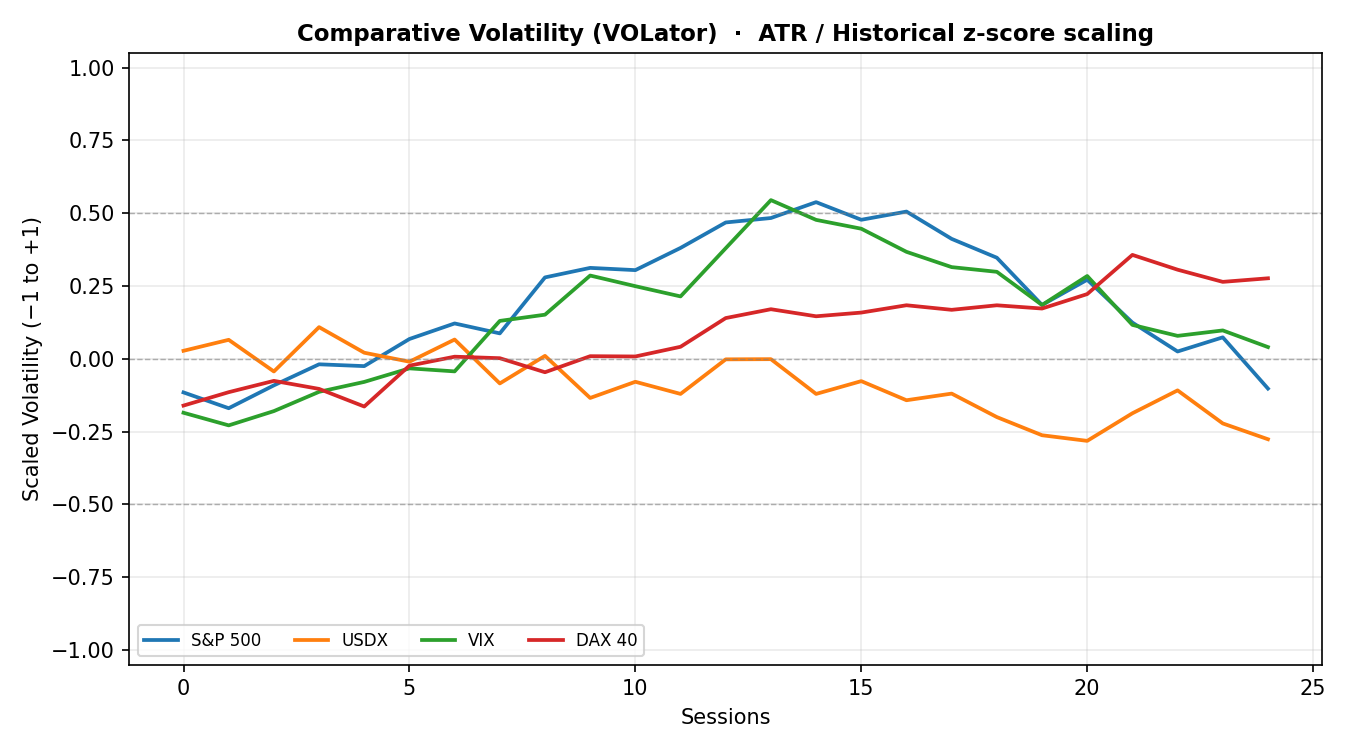 Comparative Volatility (VOLator)  ·  ATR / Historical z-score scaling
Scaled Volatility (−1 to +1)
1.00
0.75
0.50
0.25
0.00
−0.25
−0.50
−0.75
−1.00
S&P 500 USDX VIX DAX 40
0 5 10 15 20 25
Sessions